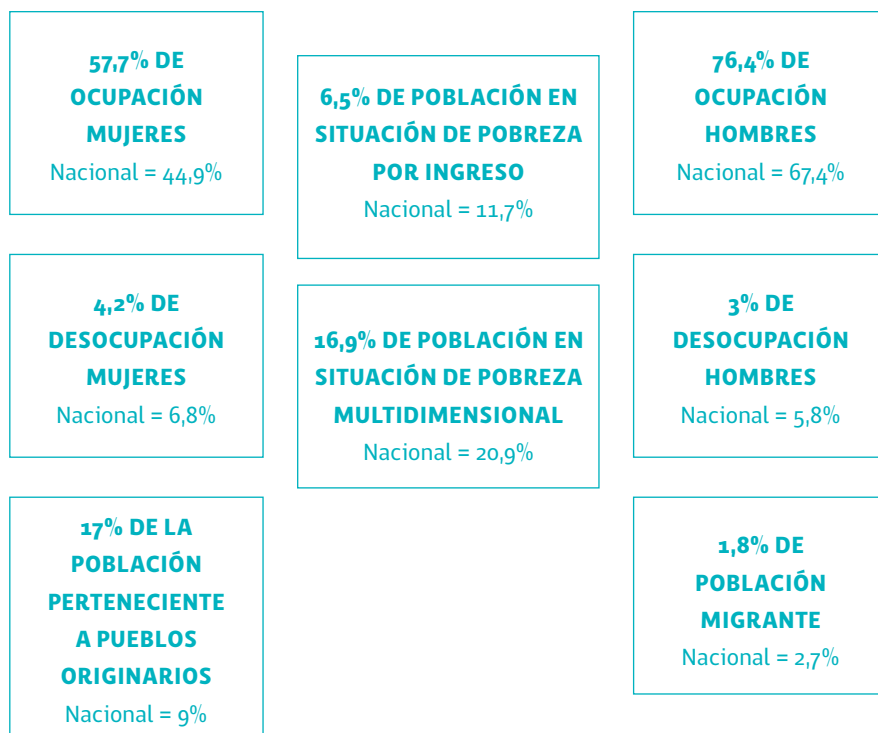 57,7% DE
OCUPACIÓN
MUJERES
Nacional = 44,9%
6,5% DE POBLACIÓN EN
SITUACIÓN DE POBREZA
POR INGRESO
Nacional = 11,7%
76,4% DE
OCUPACIÓN
HOMBRES
Nacional = 67,4%
4,2% DE
DESOCUPACIÓN
MUJERES
Nacional = 6,8%
16,9% DE POBLACIÓN EN
SITUACIÓN DE POBREZA
MULTIDIMENSIONAL
Nacional = 20,9%
3% DE
DESOCUPACIÓN
HOMBRES
Nacional = 5,8%
17% DE LA
POBLACIÓN
PERTENECIENTE
A PUEBLOS
ORIGINARIOS
Nacional = 9%
1,8% DE
POBLACIÓN
MIGRANTE
Nacional = 2,7%